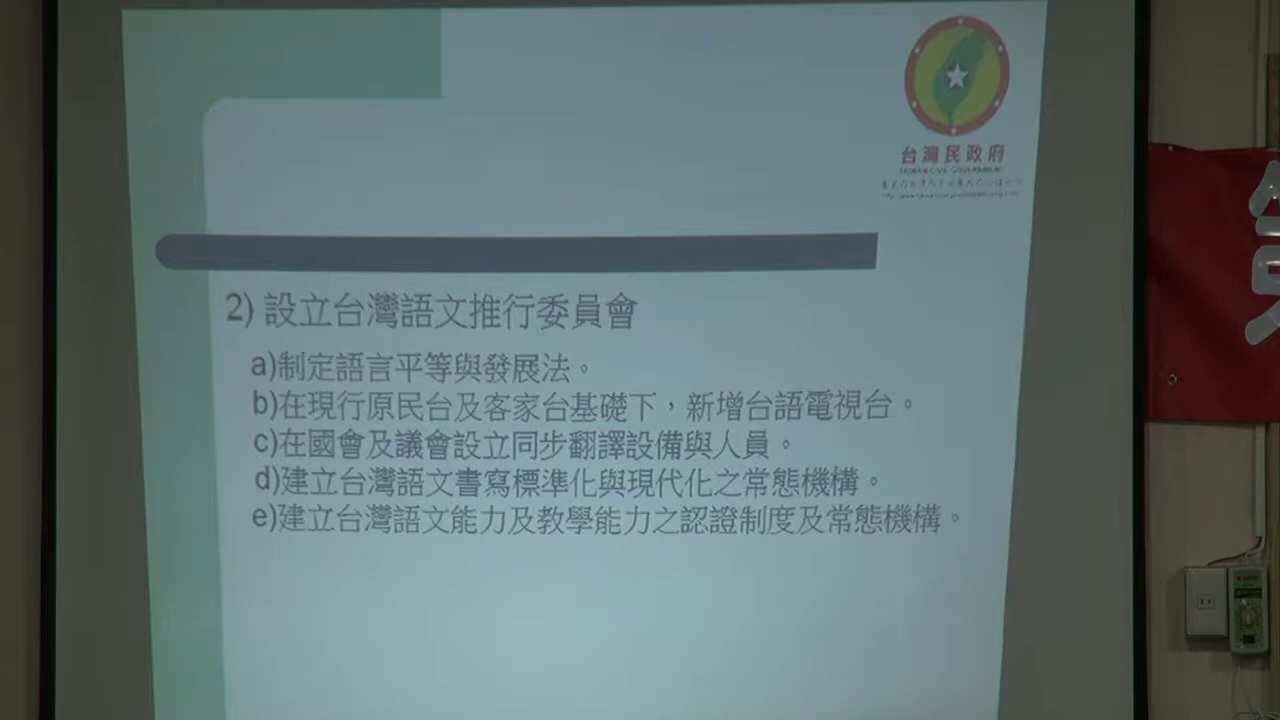 台灣民政府
TAIWAN CIVIL GOVERNMENT
2) 設立台灣語文推行委員會
a)制定語言平等與發展法。
b)在現行原民台及客家台基礎下，新增台語電視台。
c)在國會及議會設立同步翻譯設備與人員。
d)建立台灣語文書寫標準化與現代化之常態機構。
e)建立台灣語文能力及教學能力之認證制度及常態機構。